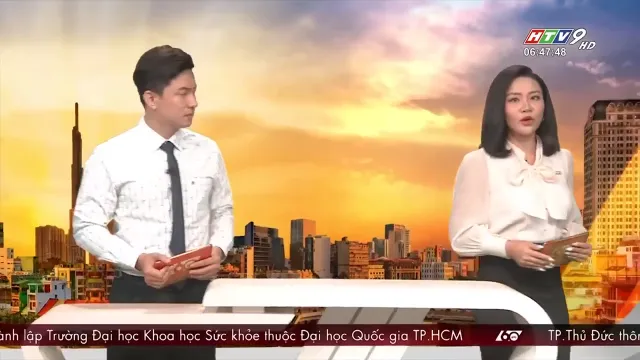 HTV9 HD
06:47:48
ành lập Trường Đại học Khoa học Sức khỏe thuộc Đại học Quốc gia TP.HCM
60
TP.Thủ Đức thôn